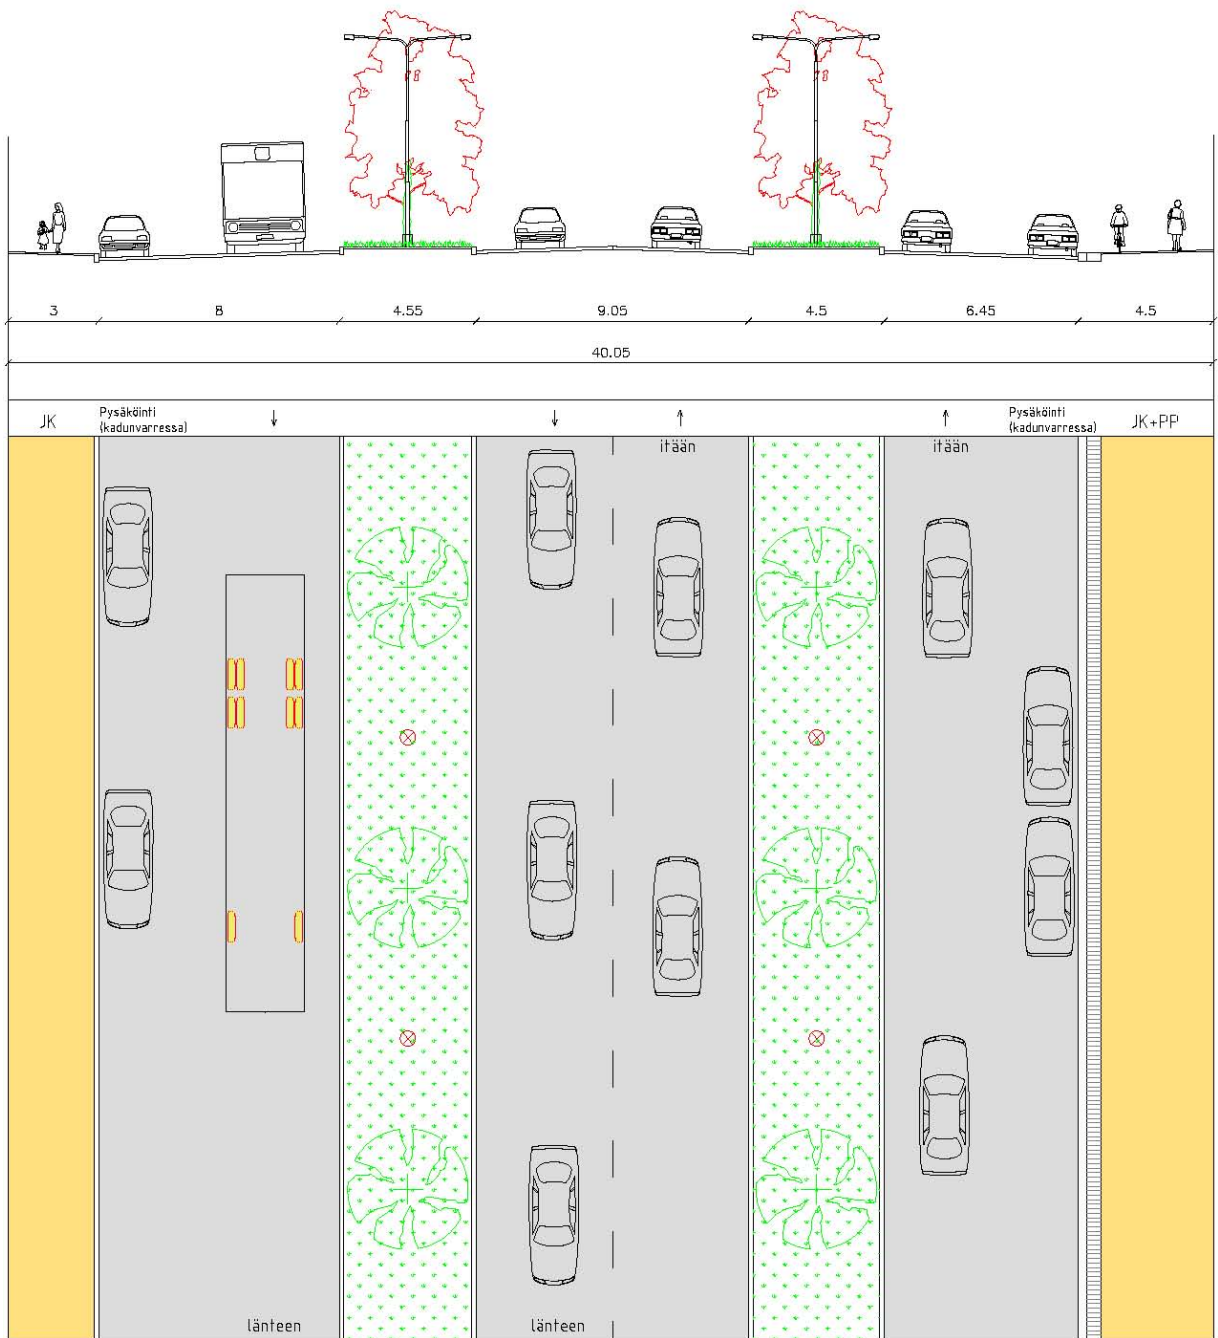 3 8 4.55 9.05 4.5 6.45 4.5
40.05
JK
Pysäköinti
(kadunvarressa)
Pysäköinti
(kadunvarressa)
JK+PP
itään
itään
länteen
länteen